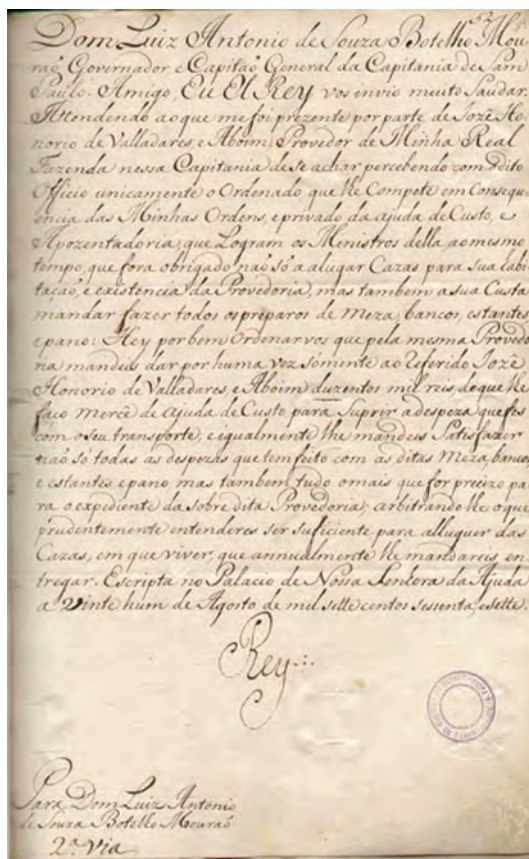 Dom Luiz Antonio de Souza Botelho Mou-
raõ Governador, e Capitaõ General da Capitania de Sam
Paulo. Amigo, Eu El Rey vos invio muito Saudar.
Attendendo ao que me foi prezente por parte de Jozê Ho-
norio de Valladares, e Aboim, Provedor de Minha Real
Fazenda nessa Capitania de se achar percebendo com o dito
Officio unicamente o Ordenado que lhe Compete em Consequ-
ência das Minhas Ordens, e privado da ajuda de Custo, e
Apozentadoria, que Logram os Ministros della, ao mesmo
tempo, que fora obrigado naõ só a alugar Cazas para sua habi-
taçaõ, e existencia da Provedoria, mas tambem a sua Custa
mandar fazer todos os préparos de Meza, bancos, estantes
e pano: Hey por bem Ordenarvos que pela mesma Provedo-
ria mandeis dar por huma vez sómente ao Referido Jozê
Honorio de Valladares, e Aboim duzentos mil reis, de que lhe
faço mercê de ajuda de Custo para Suprir a despeza que fes
com o seu transporte, e igualmente lhe mandeis Satisfazer
naõ só todas as despezas que tem feito com as ditas Meza, bancos
e estantes e pano, mas tambem tudo o mais que for precizo pa-
ra o expediente da sobre dita Provedoria; arbitrando lhe o que
prudentemente entenderes ser suficiente para alluguer das
Cazas, em que viver, que annualmente lhe mandareis en-
tregar. Escripta no Palacio de Nossa Senhora da Ajuda
a Vinte hum de Agosto de mil sette centos sessenta, e sette.
Rey
Para Dom Luiz Antonio
de Souza Botelho Mouraõ
2ª via